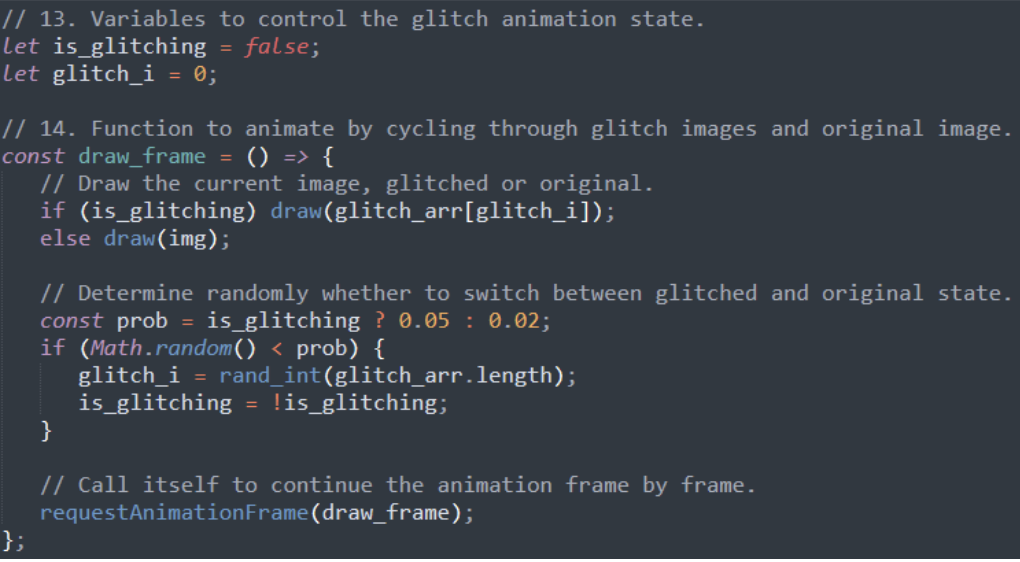 // 13. Variables to control the glitch animation state.
let is_glitching = false;
let glitch_i = 0;

// 14. Function to animate by cycling through glitch images and original image.
const draw_frame = () => {
   // Draw the current image, glitched or original.
   if (is_glitching) draw(glitch_arr[glitch_i]);
   else draw(img);

   // Determine randomly whether to switch between glitched and original state.
   const prob = is_glitching ? 0.05 : 0.02;
   if (Math.random() < prob) {
      glitch_i = rand_int(glitch_arr.length);
      is_glitching = !is_glitching;
   }

   // Call itself to continue the animation frame by frame.
   requestAnimationFrame(draw_frame);
};